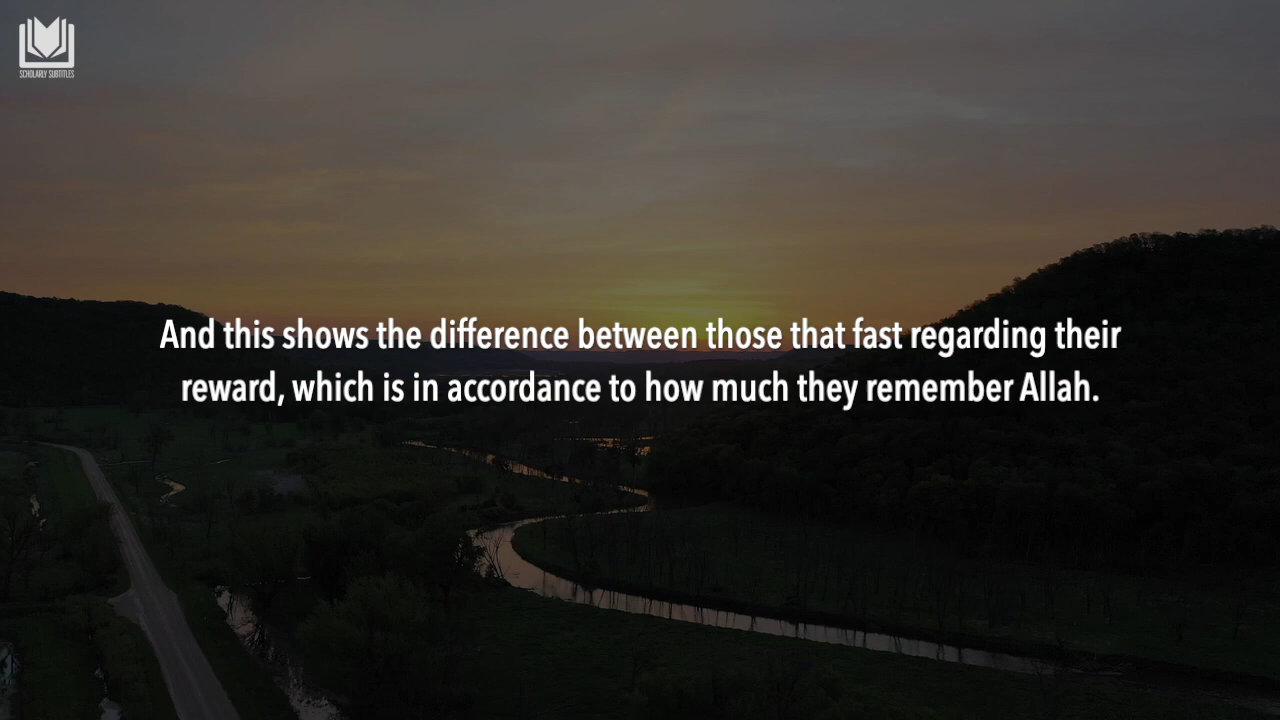 SCHOLARLY SUBTITLES
And this shows the difference between those that fast regarding their
reward, which is in accordance to how much they remember Allah.